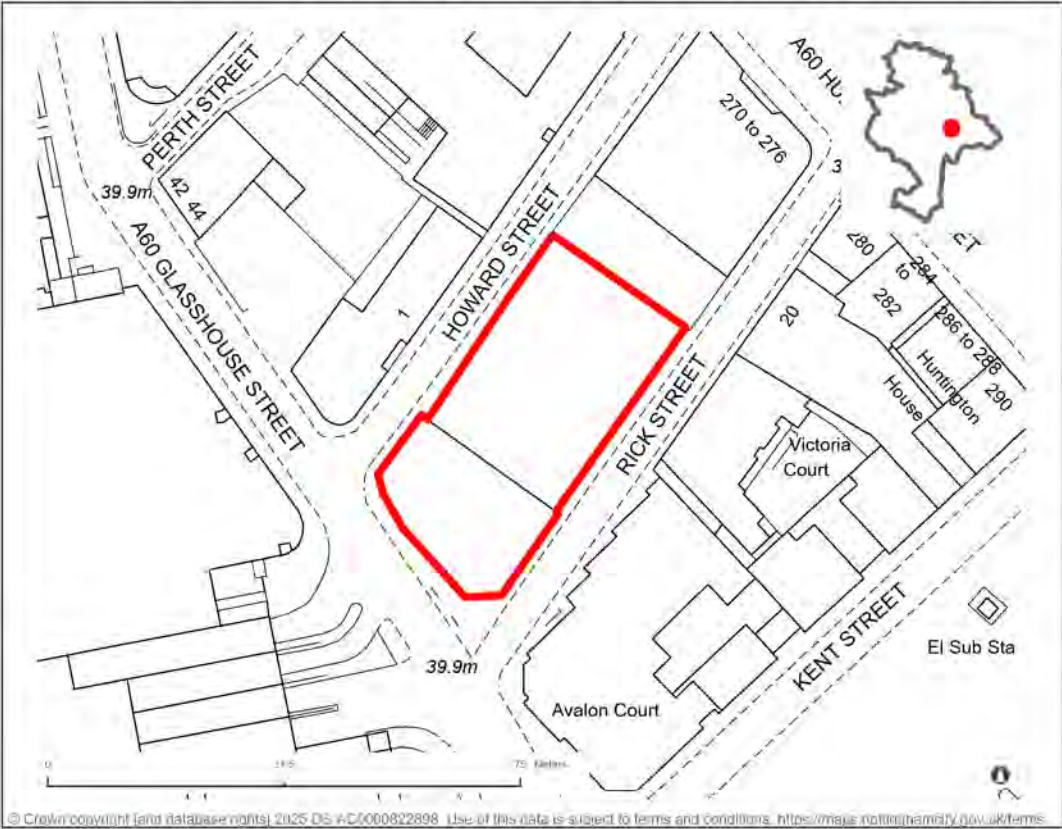 PERTH STREET
39.9m
42
44
A60 GLASSHOUSE STREET
1
HOWARD STREET
270 to 276
A60 HU
280
to
282
284
286 to 288
290
Huntington
House
20
RICK STREET
Victoria
Court
KENT STREET
El Sub Sta
39.9m
Avalon Court
0
75 Meters
© Crown copyright (and database rights) 2025 OS AC0000822898. Use of this data is subject to terms and conditions.